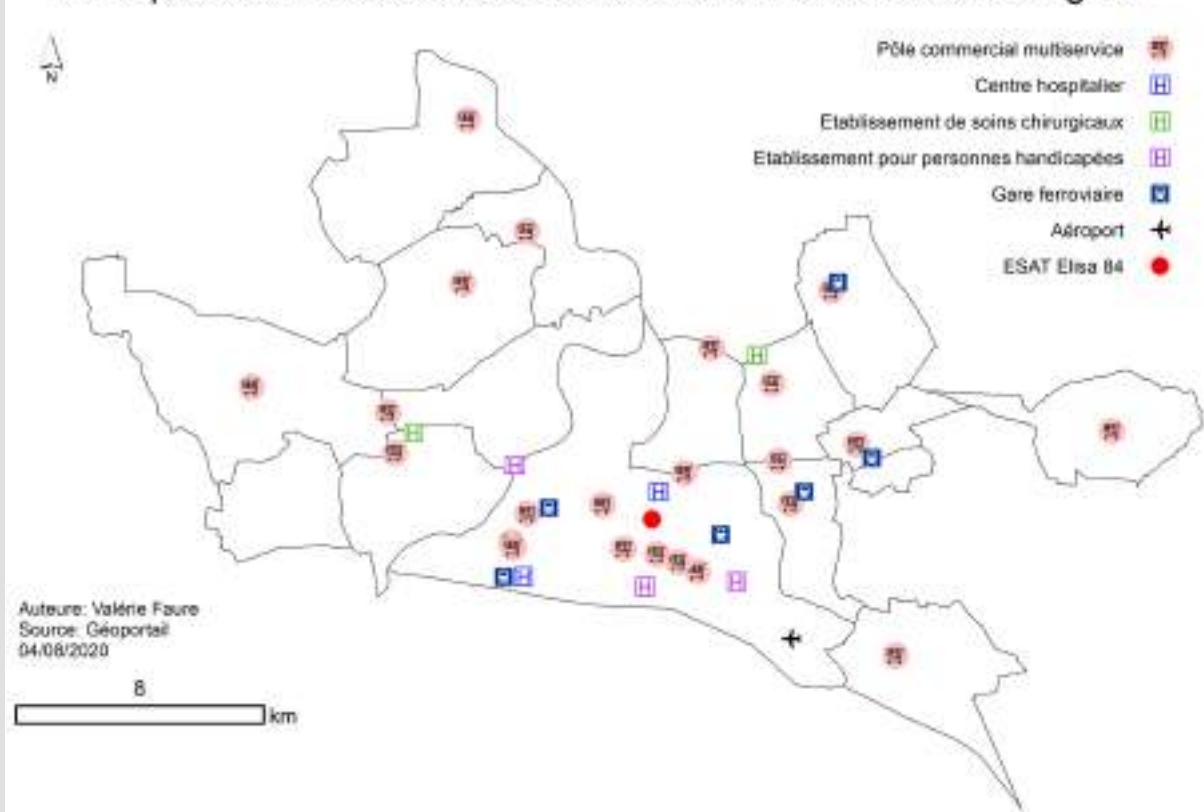 N
Pôle commercial multiservice
Centre hospitalier
Etablissement de soins chirurgicaux
Etablissement pour personnes handicapées
Gare ferroviaire
Aéroport
ESAT Elisa 84
Auteure: Valérie Faure
Source: Géoportail
04/08/2020
8
km